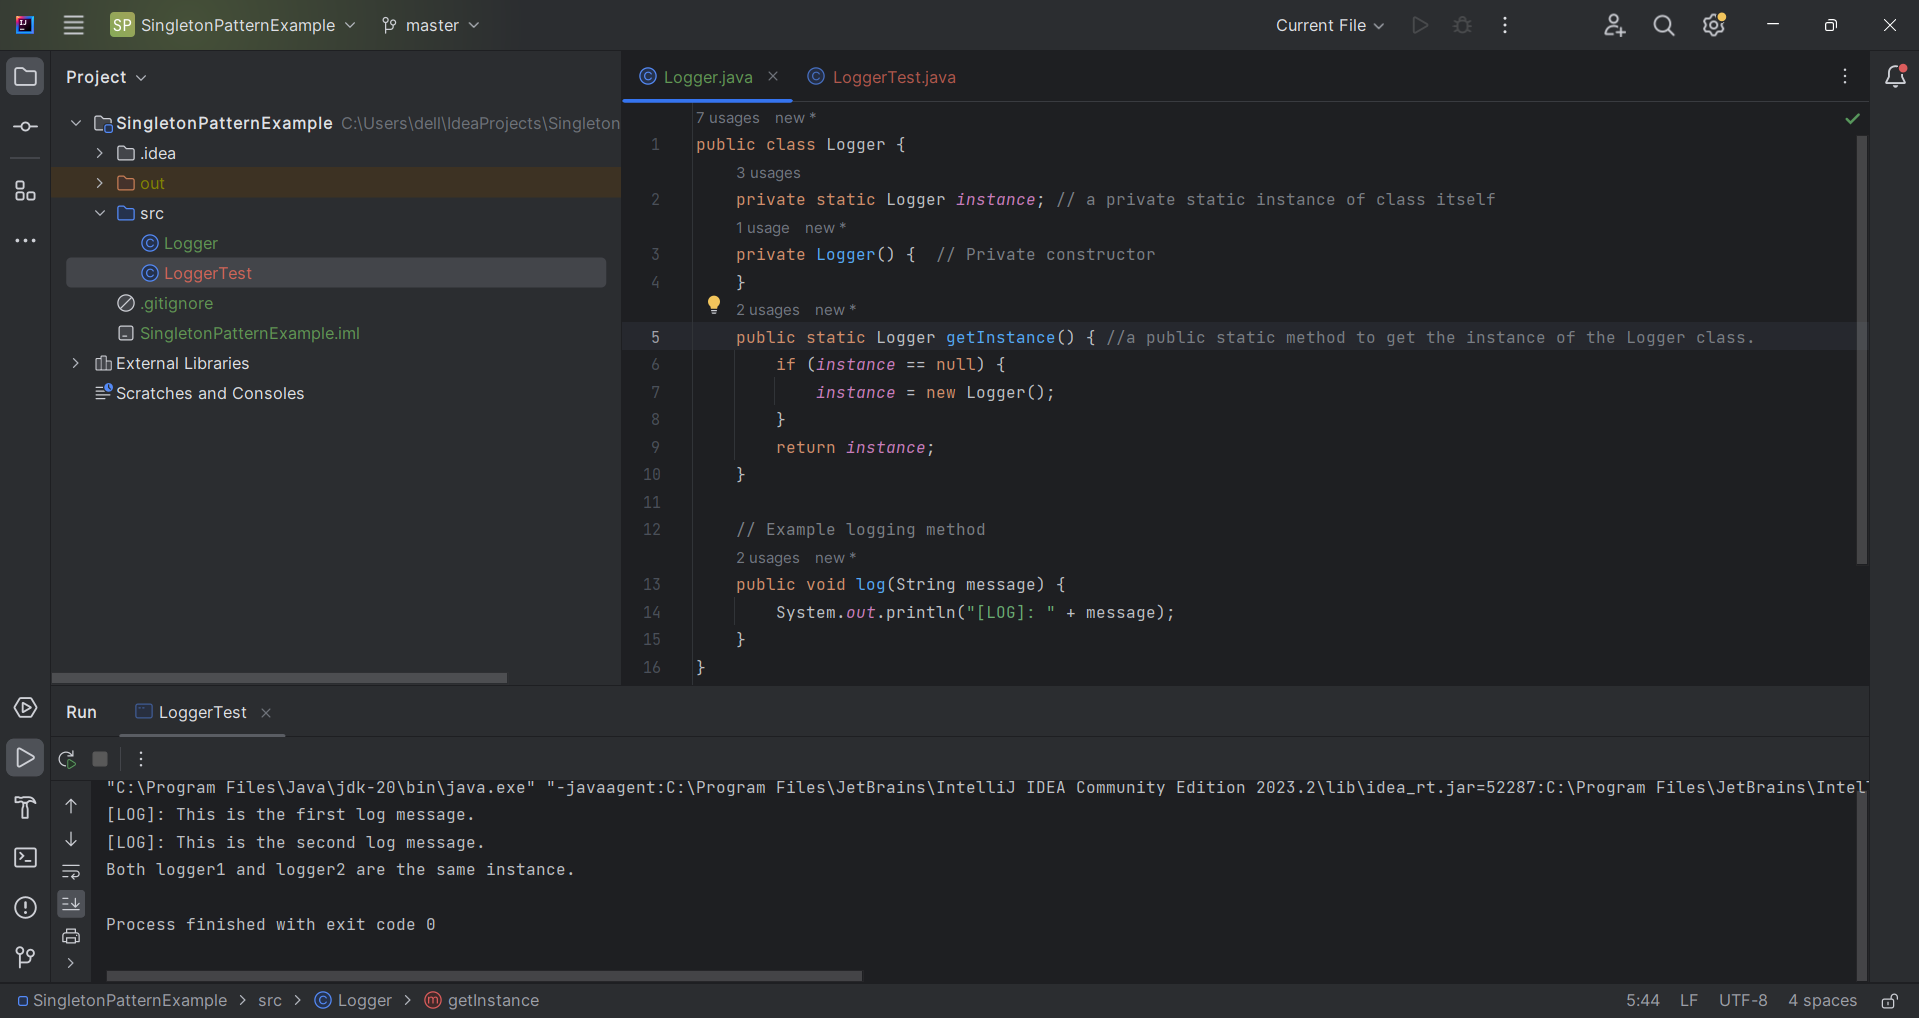 SP SingletonPatternExample master Current File
Project
Logger.java LoggerTest.java
SingletonPatternExample C:\Users\dell\IdeaProjects\Singleton
.idea
out
src
Logger
LoggerTest
.gitignore
SingletonPatternExample.iml
External Libraries
Scratches and Consoles
7 usages new *
1 public class Logger {
3 usages
2 private static Logger instance; // a private static instance of class itself
1 usage new *
3 private Logger() { // Private constructor
4 }
2 usages new *
5 public static Logger getInstance() { //a public static method to get the instance of the Logger class.
6 if (instance == null) {
7 instance = new Logger();
8 }
9 return instance;
10 }
11
12 // Example logging method
2 usages new *
13 public void log(String message) {
14 System.out.println("[LOG]: " + message);
15 }
16 }
Run LoggerTest
"C:\Program Files\Java\jdk-20\bin\java.exe" "-javaagent:C:\Program Files\JetBrains\IntelliJ IDEA Community Edition 2023.2\lib\idea_rt.jar=52287:C:\Program Files\JetBrains\Intel
[LOG]: This is the first log message.
[LOG]: This is the second log message.
Both logger1 and logger2 are the same instance.
Process finished with exit code 0
SingletonPatternExample > src > Logger > getInstance 5:44 LF UTF-8 4 spaces